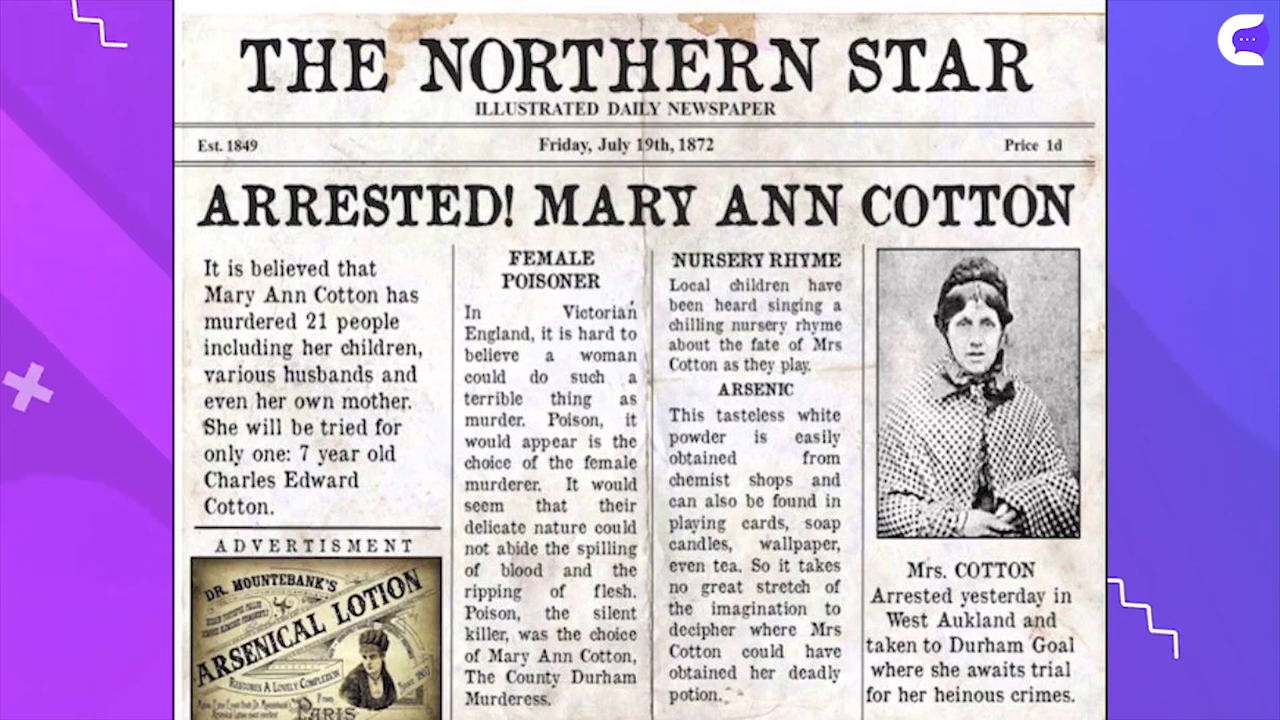 THE NORTHERN STAR
ILLUSTRATED DAILY NEWSPAPER
Est. 1849
Friday, July 19th, 1872
Price 1d
ARRESTED! MARY ANN COTTON
It is believed that
Mary Ann Cotton has
murdered 21 people
including her children,
various husbands and
even her own mother.
She will be tried for
only one: 7 year old
Charles Edward
Cotton.
ADVERTISMENT
DR. MOUNTEBANK'S
ARSENICAL LOTION
RESTORES A LOVELY COMPLEXION
From
PARIS
FEMALE
POISONER
In Victorian
England, it is hard to
believe a woman
could do such a
terrible thing as
murder. Poison, it
would appear is the
choice of the female
murderer. It would
seem that their
delicate nature could
not abide the spilling
of blood and the
ripping of flesh.
Poison, the silent
killer, was the choice
of Mary Ann Cotton,
The County Durham
Murderess.
NURSERY RHYME
Local children have
been heard singing a
chilling nursery rhyme
about the fate of Mrs
Cotton as they play.
ARSENIC
This tasteless white
powder is easily
obtained from
chemist shops and
can also be found in
playing cards, soap
candles, wallpaper,
even tea. So it takes
no great stretch of
the imagination to
decipher where Mrs
Cotton could have
obtained her deadly
potion.
Mrs. COTTON
Arrested yesterday in
West Aukland and
taken to Durham Goal
where she awaits trial
for her heinous crimes.